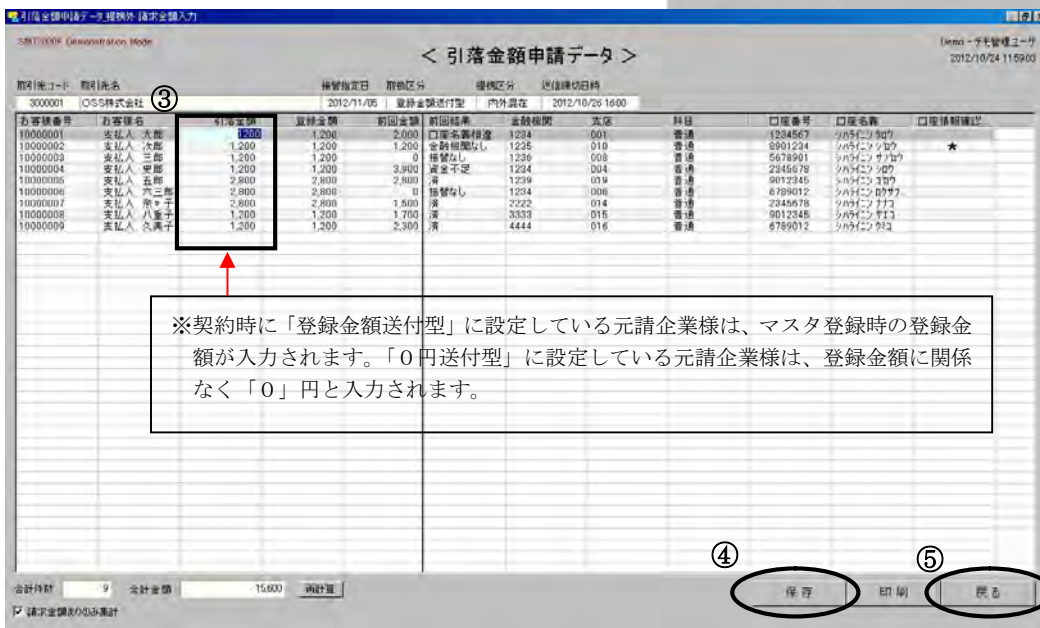 引落金額申請データ_提携外-請求金額入力
Demonstration Mode
Demo - デモ管理ユーザ
＜ 引落金額申請データ ＞
2012/10/24 11:59:03
取引先コード 取引先名 振替指定日 取扱区分 提携区分 送信締切日時
3000001 OSS株式会社 ③ 2012/11/05 登録金額送付型 内外混在 2012/10/26 16:00
お客様番号 お客様名 引落金額 登録金額 前回金額 前回結果 金融機関 支店 科目 口座番号 口座名義 口座情報確認
10000001 支払人 太郎 1200 1,200 2,000 口座名義相違 1234 001 普通 1234567 シハライニン タロウ
10000002 支払人 次郎 1,200 1,200 1,200 金融機関なし 1235 010 普通 8901234 シハライニン ジロウ ★
10000003 支払人 三郎 1,200 1,200 0 振替なし 1236 008 普通 5678901 シハライニン サブロウ
10000004 支払人 史郎 1,200 1,200 3,900 資金不足 1234 004 普通 2345678 シハライニン シロウ
10000005 支払人 五郎 2,800 2,800 2,900 済 1239 019 普通 9012345 シハライニン ゴロウ
10000006 支払人 六三郎 2,800 2,800 0 振替なし 1234 006 普通 6789012 シハライニン ロクサブ
10000007 支払人 奈々子 2,800 2,800 1,500 済 2222 014 普通 2345678 シハライニン ナナコ
10000008 支払人 八重子 1,200 1,200 1,700 済 3333 015 普通 9012345 シハライニン ヤエコ
10000009 支払人 久美子 1,200 1,200 2,300 済 4444 016 普通 6789012 シハライニン クミコ
※契約時に「登録金額送付型」に設定している元請企業様は、マスタ登録時の登録金
額が入力されます。「０円送付型」に設定している元請企業様は、登録金額に関係
なく「０」円と入力されます。
④ ⑤
合計件数 9 合計金額 15,600 再計算 保存 印刷 戻る
請求金額ありのみ集計